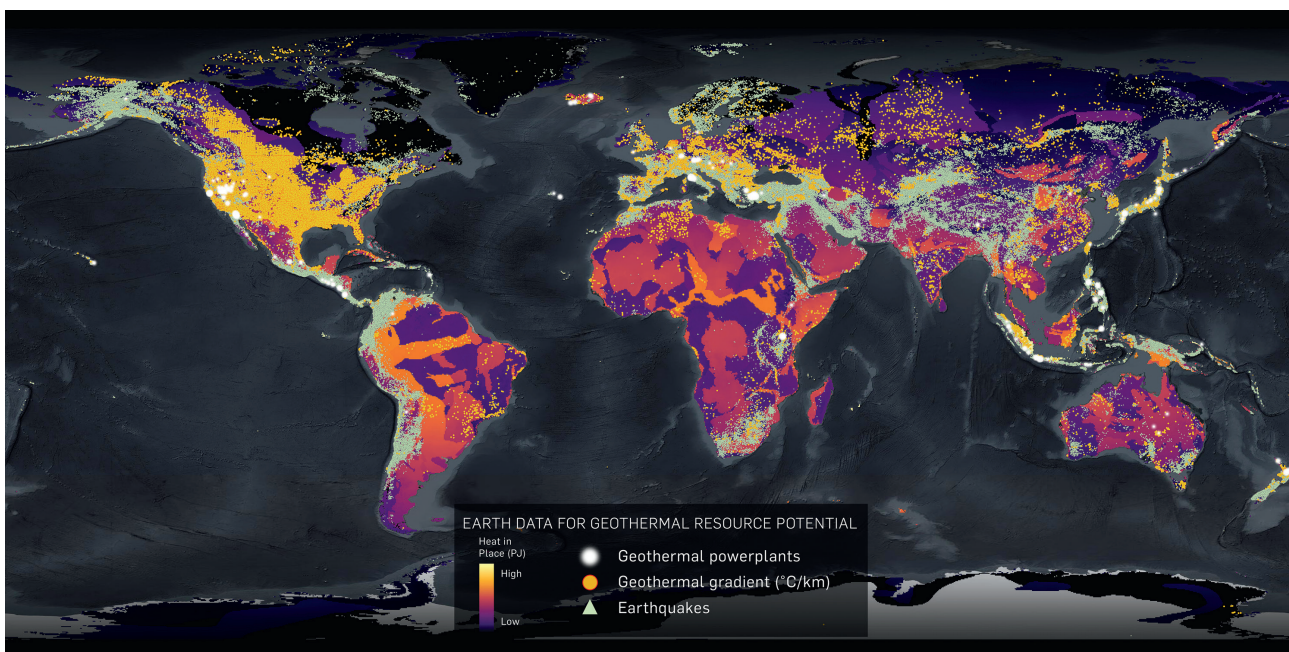 EARTH DATA FOR GEOTHERMAL RESOURCE POTENTIAL
Heat in
Place (PJ)
High
Low
Geothermal powerplants
Geothermal gradient (°C/km)
Earthquakes